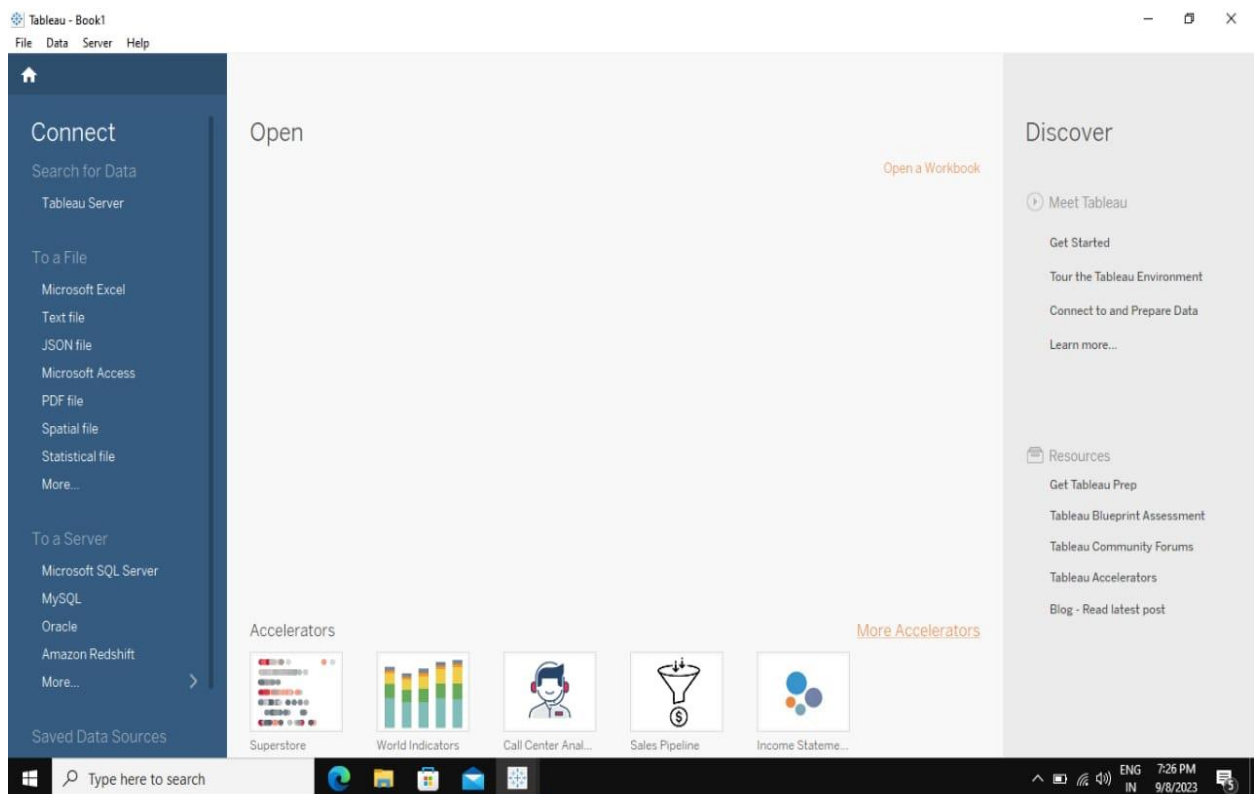 Tableau - Book1
File Data Server Help
Connect
Search for Data
Tableau Server
To a File
Microsoft Excel
Text file
JSON file
Microsoft Access
PDF file
Spatial file
Statistical file
More...
To a Server
Microsoft SQL Server
MySQL
Oracle
Amazon Redshift
More...
Saved Data Sources
Open
Open a Workbook
Accelerators
More Accelerators
Superstore
World Indicators
Call Center Anal...
Sales Pipeline
Income Stateme...
Discover
Meet Tableau
Get Started
Tour the Tableau Environment
Connect to and Prepare Data
Learn more...
Resources
Get Tableau Prep
Tableau Blueprint Assessment
Tableau Community Forums
Tableau Accelerators
Blog - Read latest post
Type here to search
ENG
IN
7:26 PM
9/8/2023
5